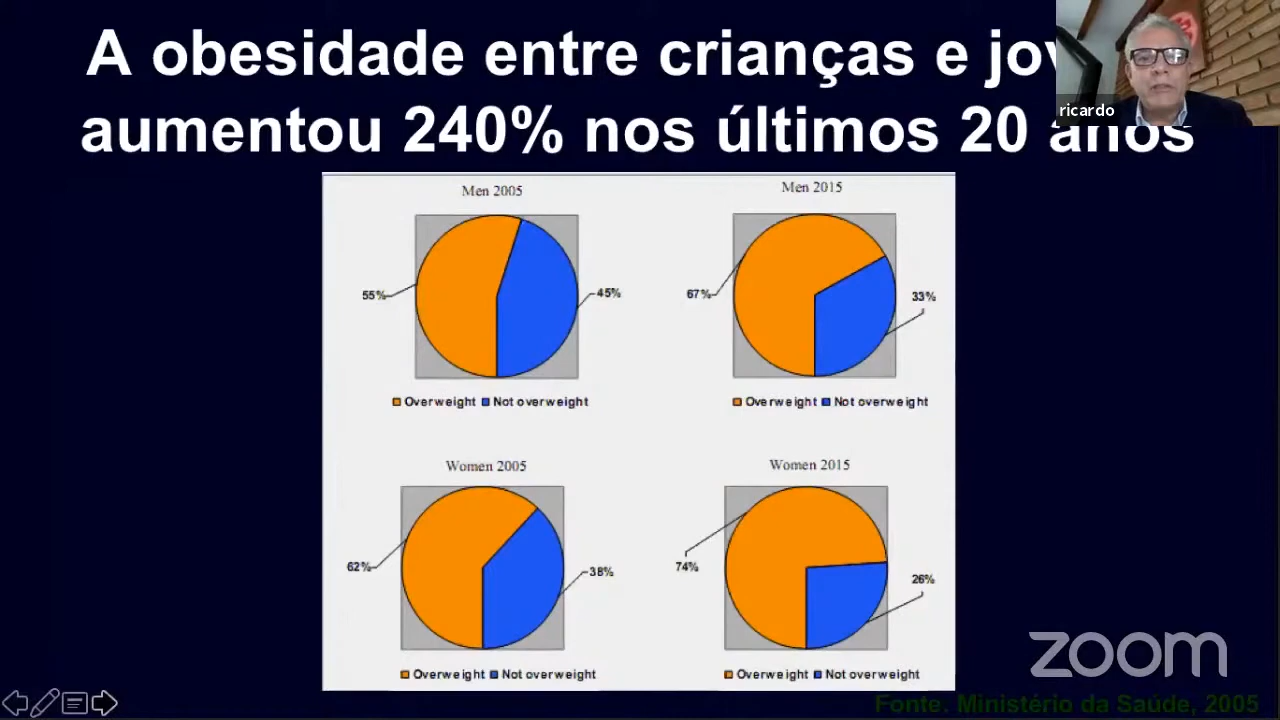 A obesidade entre crianças e
aumentou 240% nos últimos 20 anos
ricardo
Men 2005
Men 2015
55%
45%
67%
33%
Overweight Not overweight
Overweight Not overweight
Women 2005
Women 2015
62%
38%
74%
26%
Overweight Not overweight
Overweight Not overweight
zoom
Fonte. Ministério da Saúde, 2005